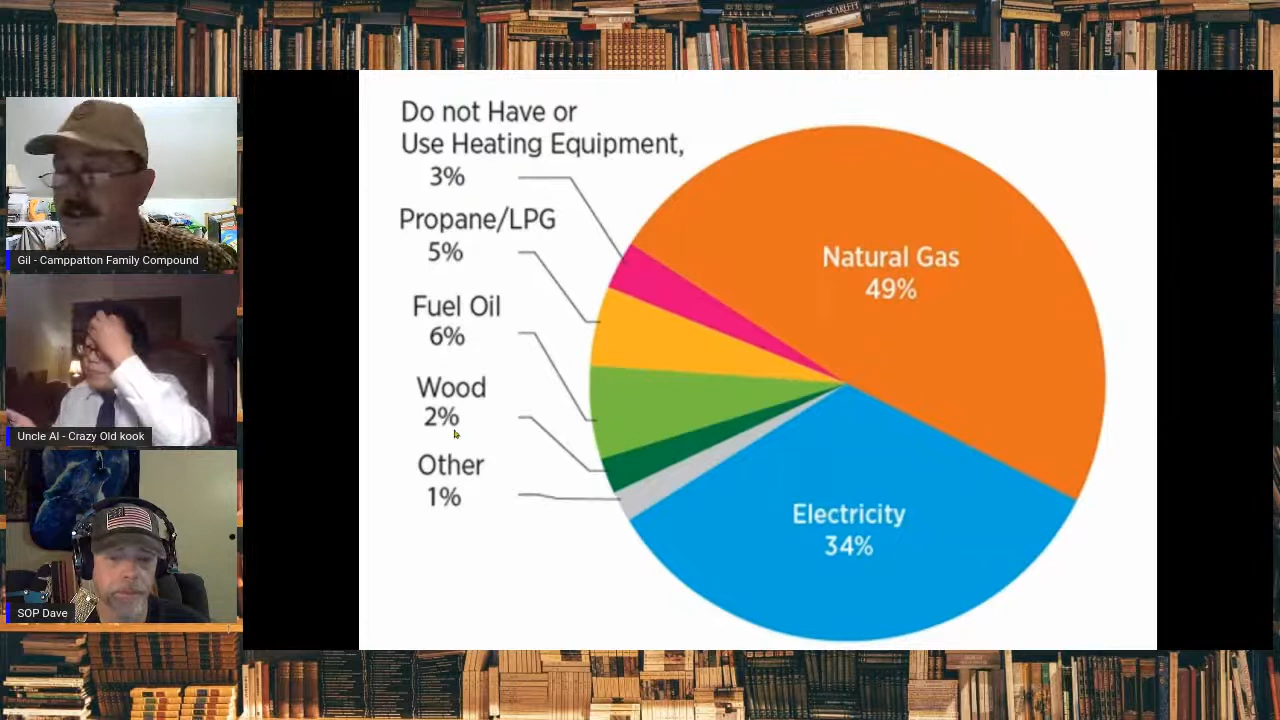 Do not Have or
Use Heating Equipment,
3%
Propane/LPG
5%
Fuel Oil
6%
Wood
2%
Other
1%
Natural Gas
49%
Electricity
34%
Gil - Camppatton Family Compound
Uncle Al - Crazy Old kook
SOP Dave
SCARLETT